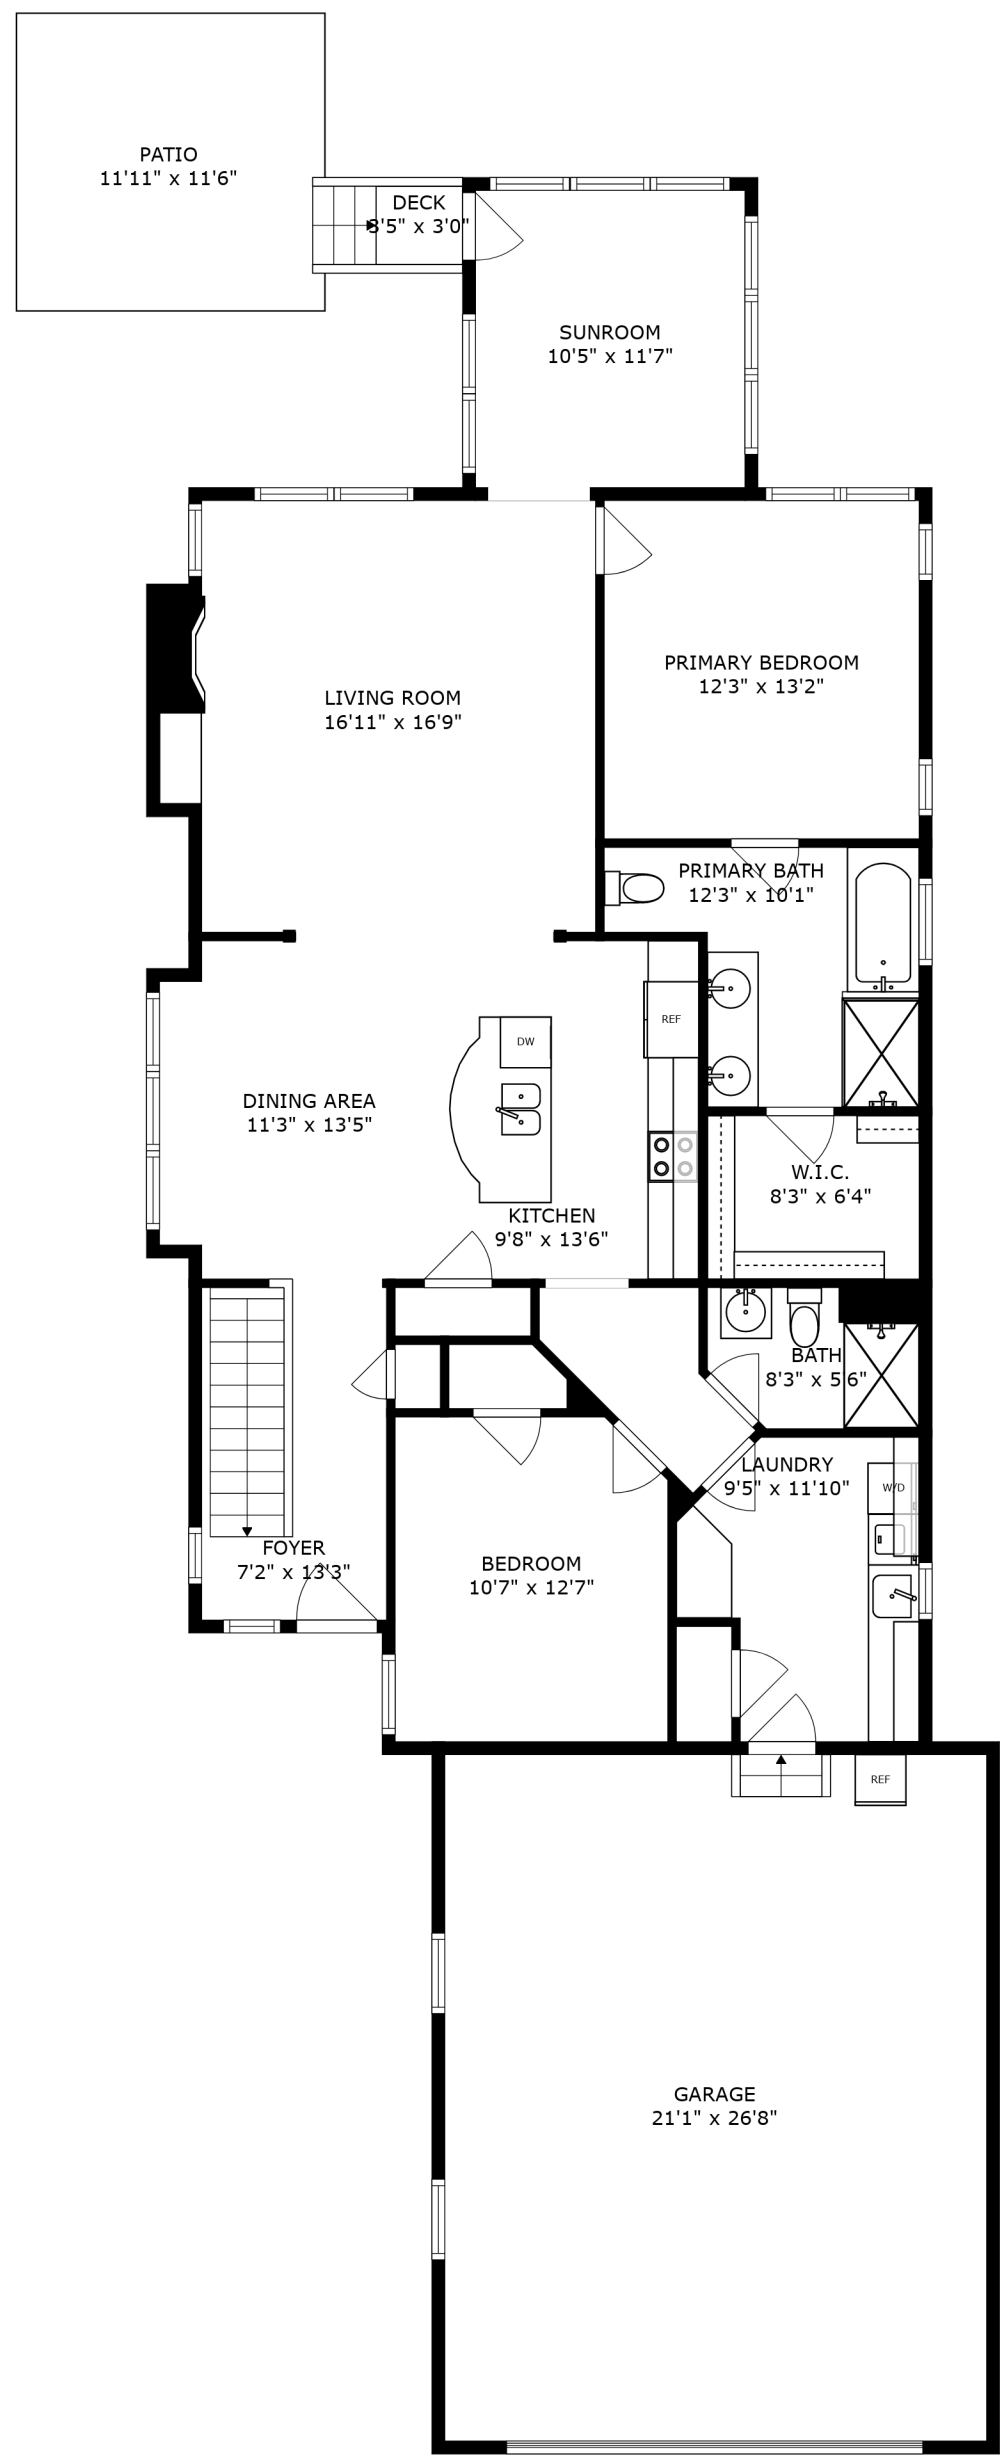 PATIO
11'11" x 11'6"
DECK
3'5" x 3'0"
SUNROOM
10'5" x 11'7"
PRIMARY BEDROOM
12'3" x 13'2"
LIVING ROOM
16'11" x 16'9"
PRIMARY BATH
12'3" x 10'1"
REF
DW
DINING AREA
11'3" x 13'5"
W.I.C.
8'3" x 6'4"
KITCHEN
9'8" x 13'6"
BATH
8'3" x 5'6"
LAUNDRY
9'5" x 11'10"
W/D
FOYER
7'2" x 13'3"
BEDROOM
10'7" x 12'7"
REF
GARAGE
21'1" x 26'8"